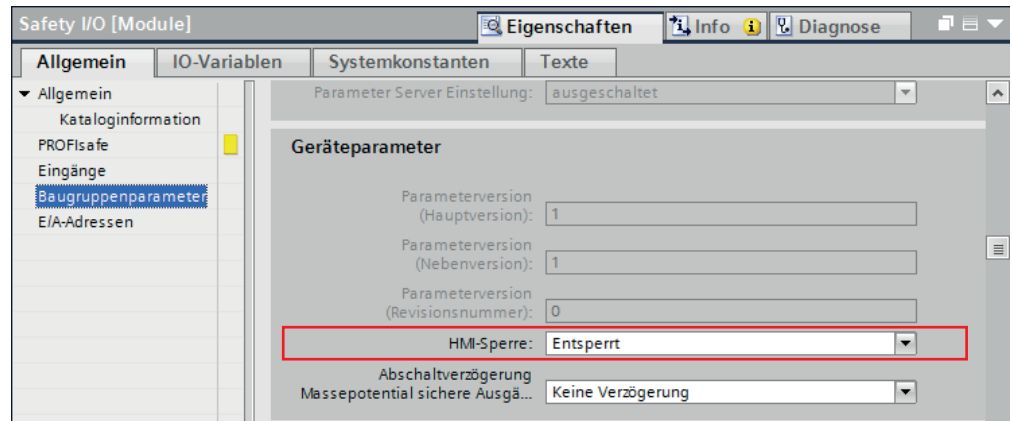 Safety I/O [Module]
Eigenschaften
Info
Diagnose
Allgemein
IO-Variablen
Systemkonstanten
Texte
Allgemein
Kataloginformation
PROFIsafe
Eingänge
Baugruppenparameter
E/A-Adressen
Parameter Server Einstellung: ausgeschaltet
Geräteparameter
Parameterversion
(Hauptversion): 1
Parameterversion
(Nebenversion): 1
Parameterversion
(Revisionsnummer): 0
HMI-Sperre: Entsperrt
Abschaltverzögerung
Massepotential sichere Ausgä... Keine Verzögerung